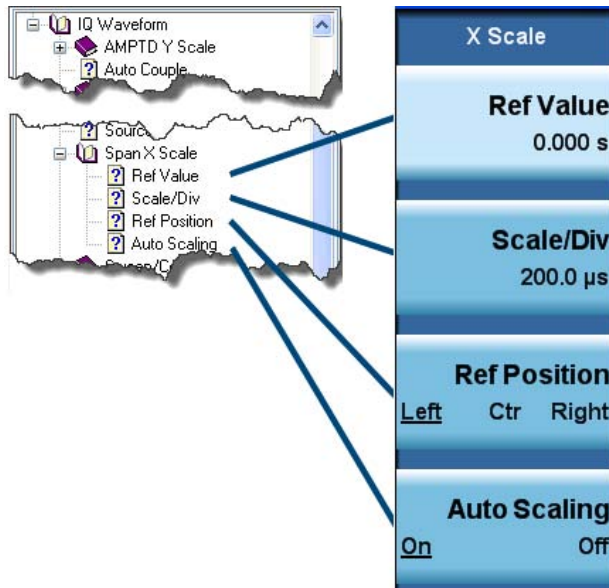 IQ Waveform
AMPTD Y Scale
Auto Couple
Span X Scale
Ref Value
Scale/Div
Ref Position
Auto Scaling
X Scale
Ref Value
0.000 s
Scale/Div
200.0 µs
Ref Position
Left Ctr Right
Auto Scaling
On Off